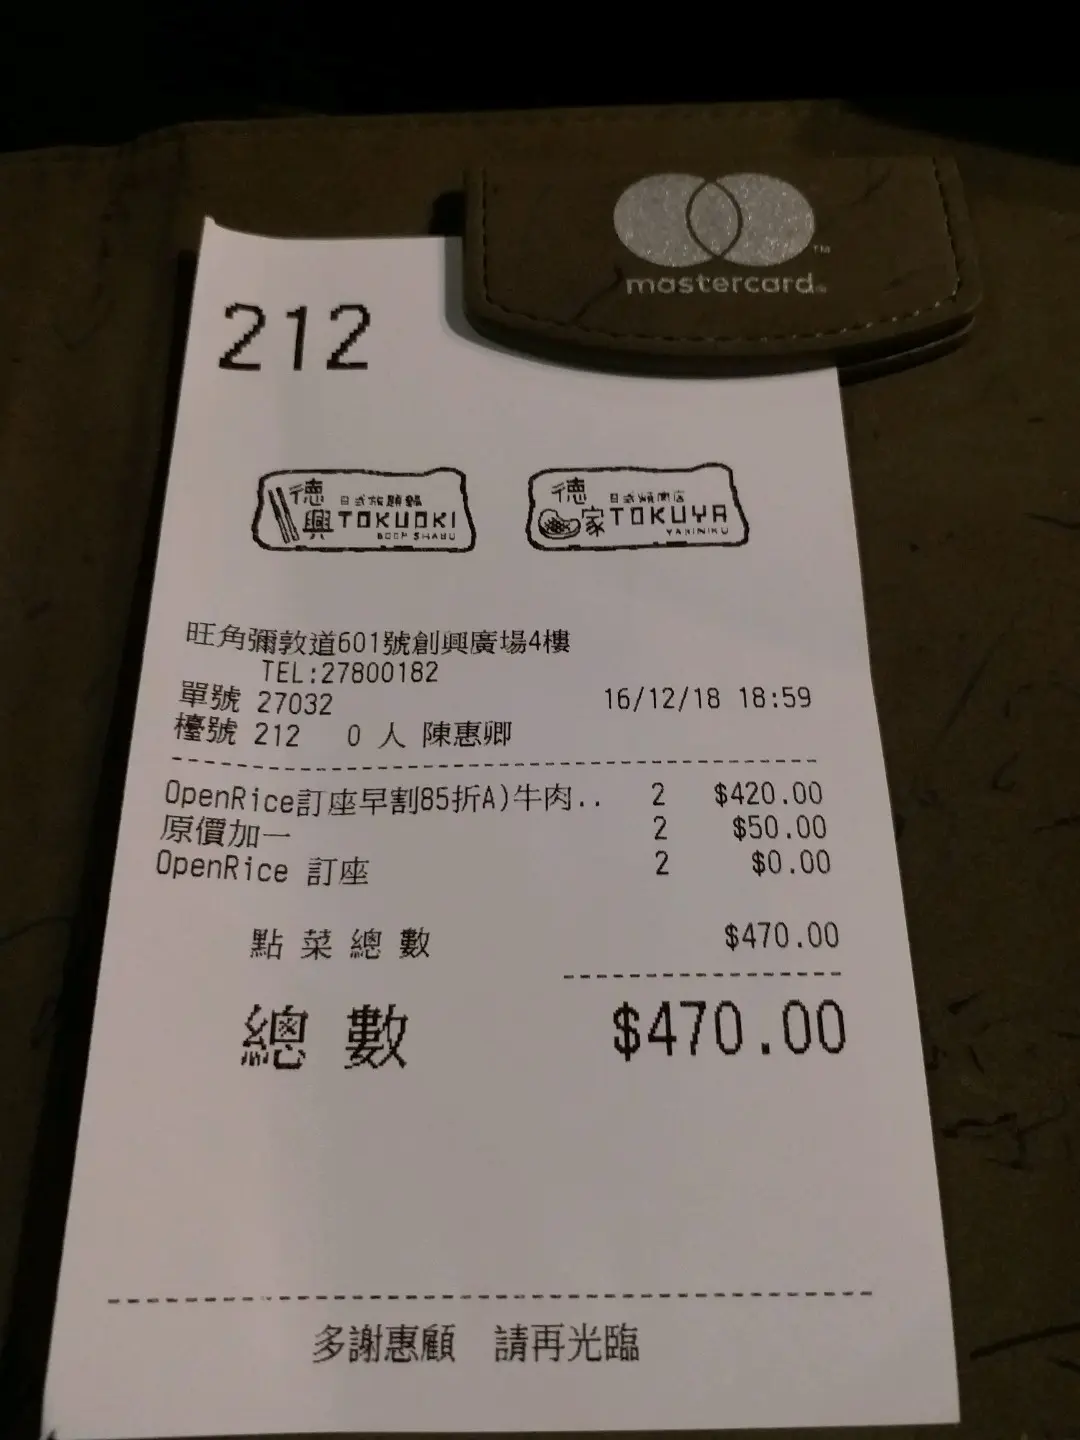 mastercard
212
德興 日式放題鍋
TOKUOKI
BEEF SHABU
德家 日式燒肉店
TOKUYA
YAKINIKU
旺角彌敦道601號創興廣場4樓
TEL:27800182
單號 27032 16/12/18 18:59
檯號 212 0 人 陳惠卿
OpenRice訂座早割85折A)牛肉.. 2 $420.00
原價加一 2 $50.00
OpenRice 訂座 2 $0.00
點菜總數 $470.00
總數 $470.00
多謝惠顧 請再光臨